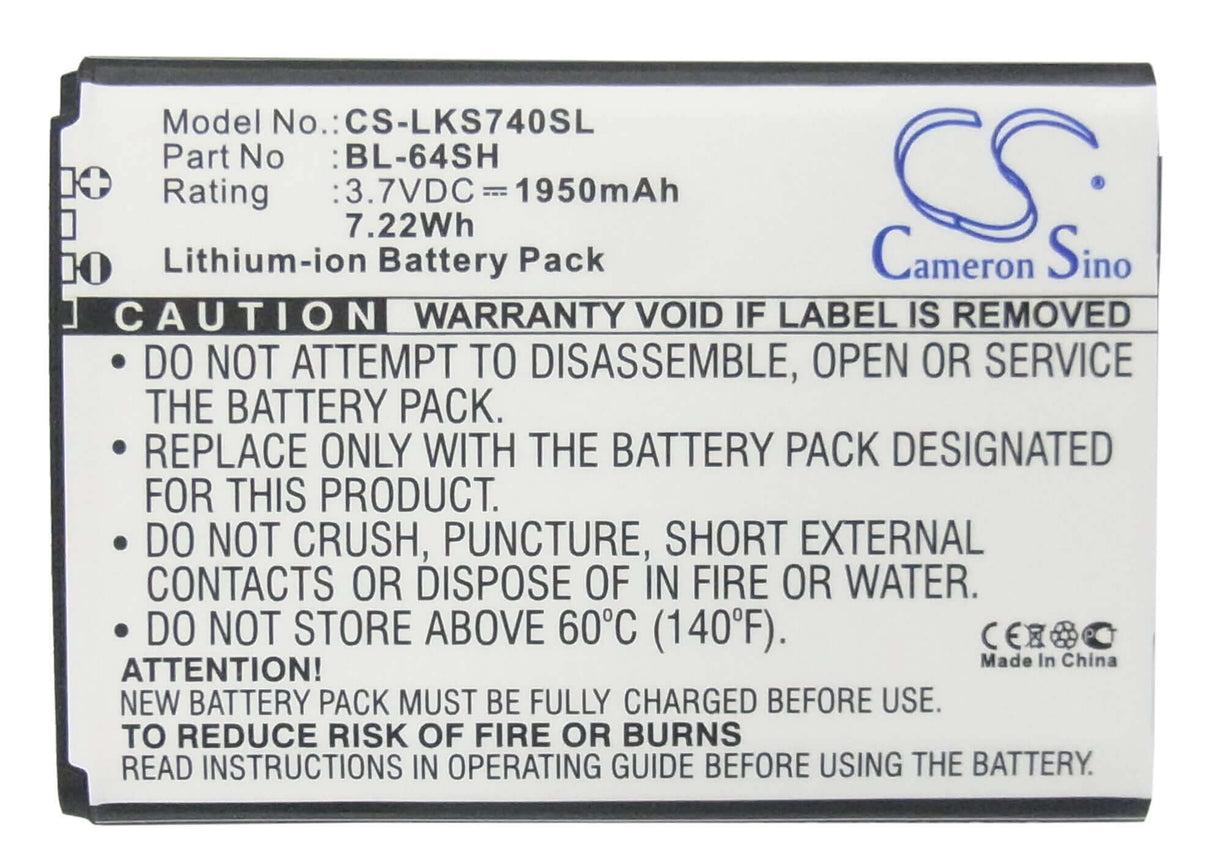 Model No.: CS-LKS740SL
Part No : BL-64SH
Rating : 3.7VDC ⎓ 1950mAh
7.22Wh
Lithium-ion Battery Pack
CS ®
Cameron Sino
CAUTION WARRANTY VOID IF LABEL IS REMOVED
• DO NOT ATTEMPT TO DISASSEMBLE, OPEN OR SERVICE
THE BATTERY PACK.
• REPLACE ONLY WITH THE BATTERY PACK DESIGNATED
FOR THIS PRODUCT.
• DO NOT CRUSH, PUNCTURE, SHORT EXTERNAL
CONTACTS OR DISPOSE OF IN FIRE OR WATER.
• DO NOT STORE ABOVE 60°C (140°F).
CE
Made In China
ATTENTION!
NEW BATTERY PACK MUST BE FULLY CHARGED BEFORE USE.
TO REDUCE RISK OF FIRE OR BURNS
READ INSTRUCTIONS IN OPERATING GUIDE BEFORE USING THE BATTERY.